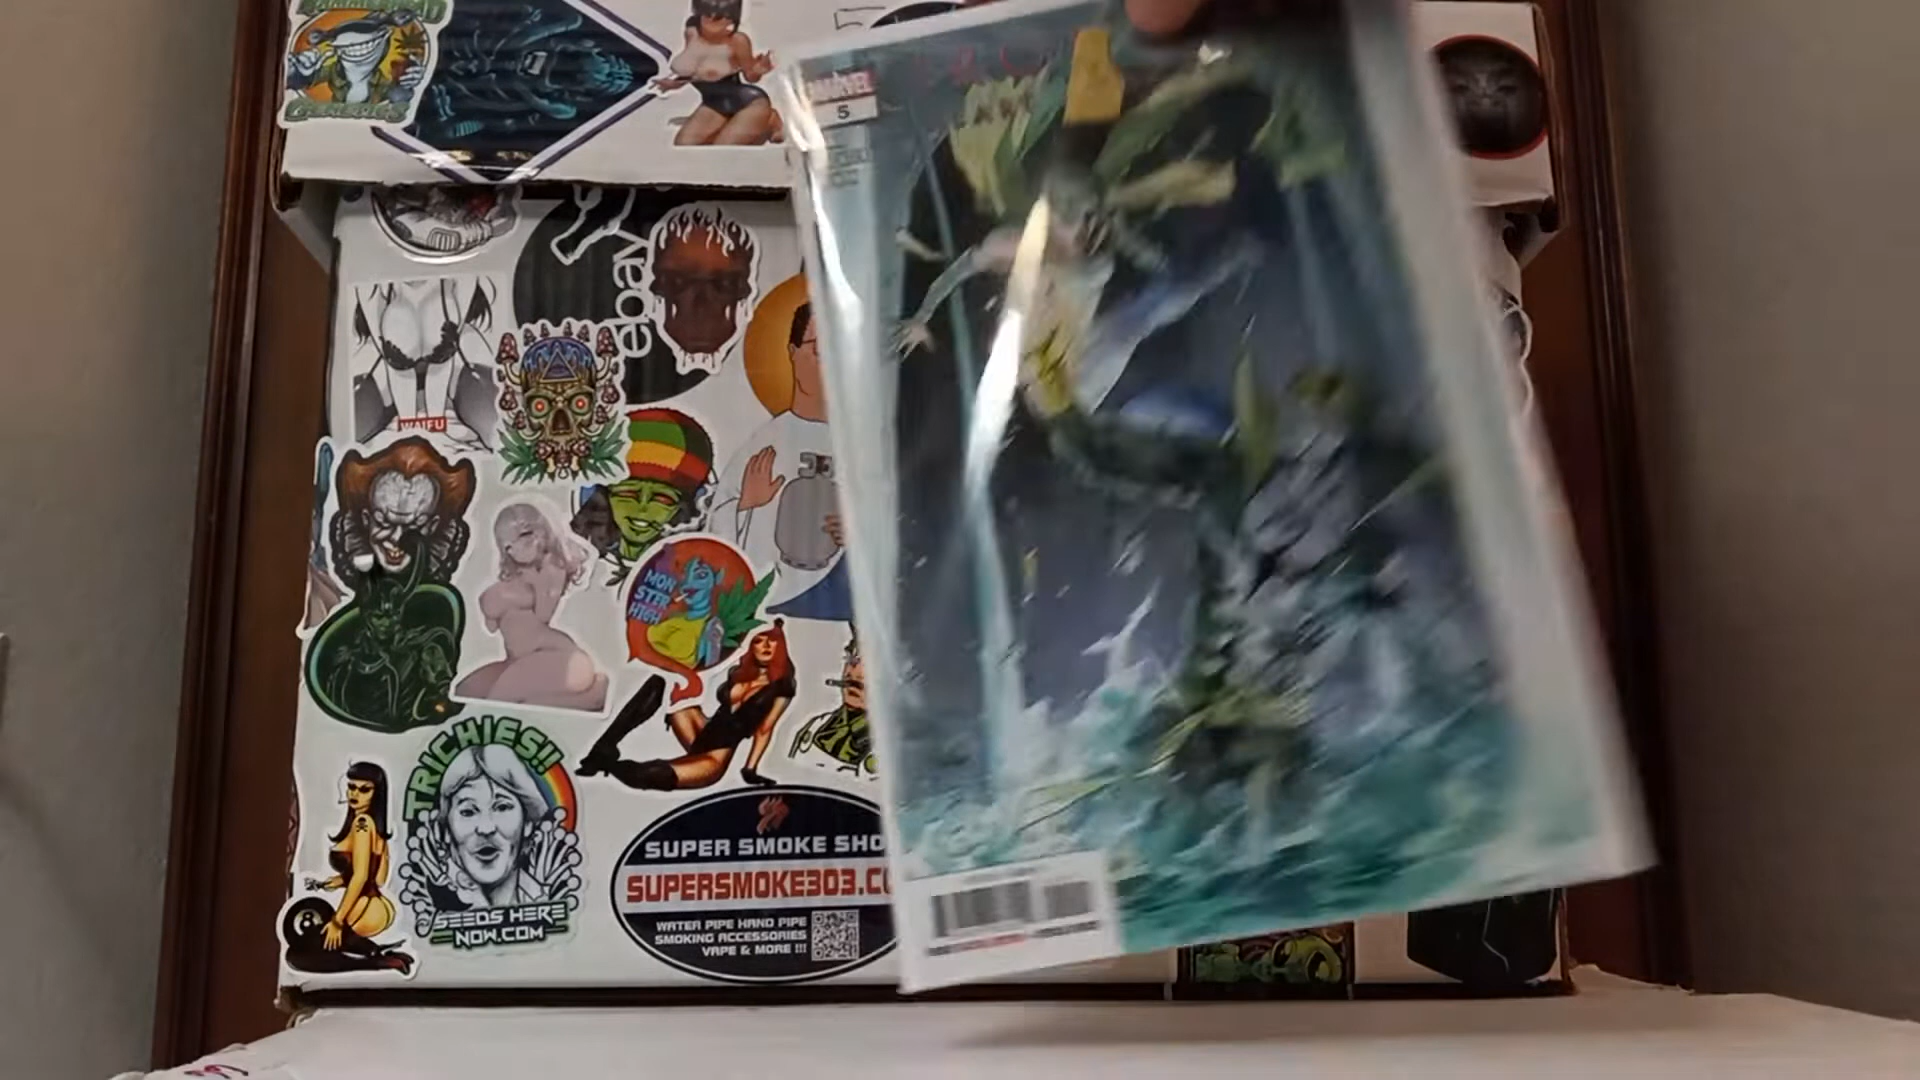 MARVEL
5
ebay
WAIFU
MON
STER
HIGH
TRICHIES!!
SEEDS HERE
NOW.COM
8
SUPER SMOKE SHO
SUPERSMOKE303.C
WATER PIPE HAND PIPE
SMOKING ACCESSORIES
VAPE & MORE !!!